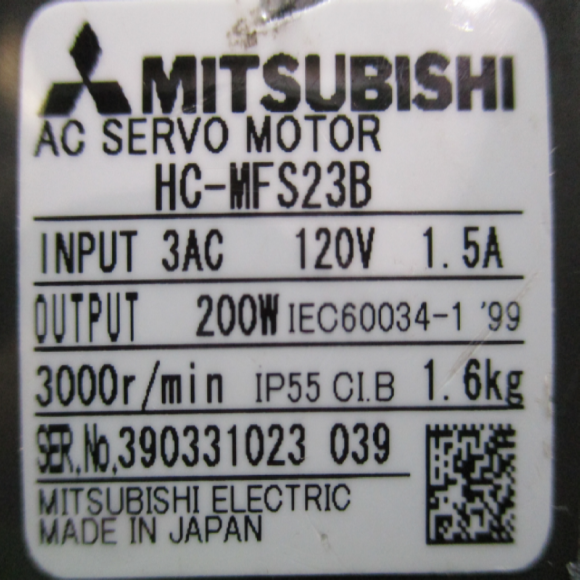 MITSUBISHI
AC SERVO MOTOR
HC-MFS23B
INPUT 3AC 120V 1.5A
OUTPUT 200W IEC60034-1 '99
3000r/min IP55 CI.B 1.6kg
SER.No.390331023 039
MITSUBISHI ELECTRIC
MADE IN JAPAN